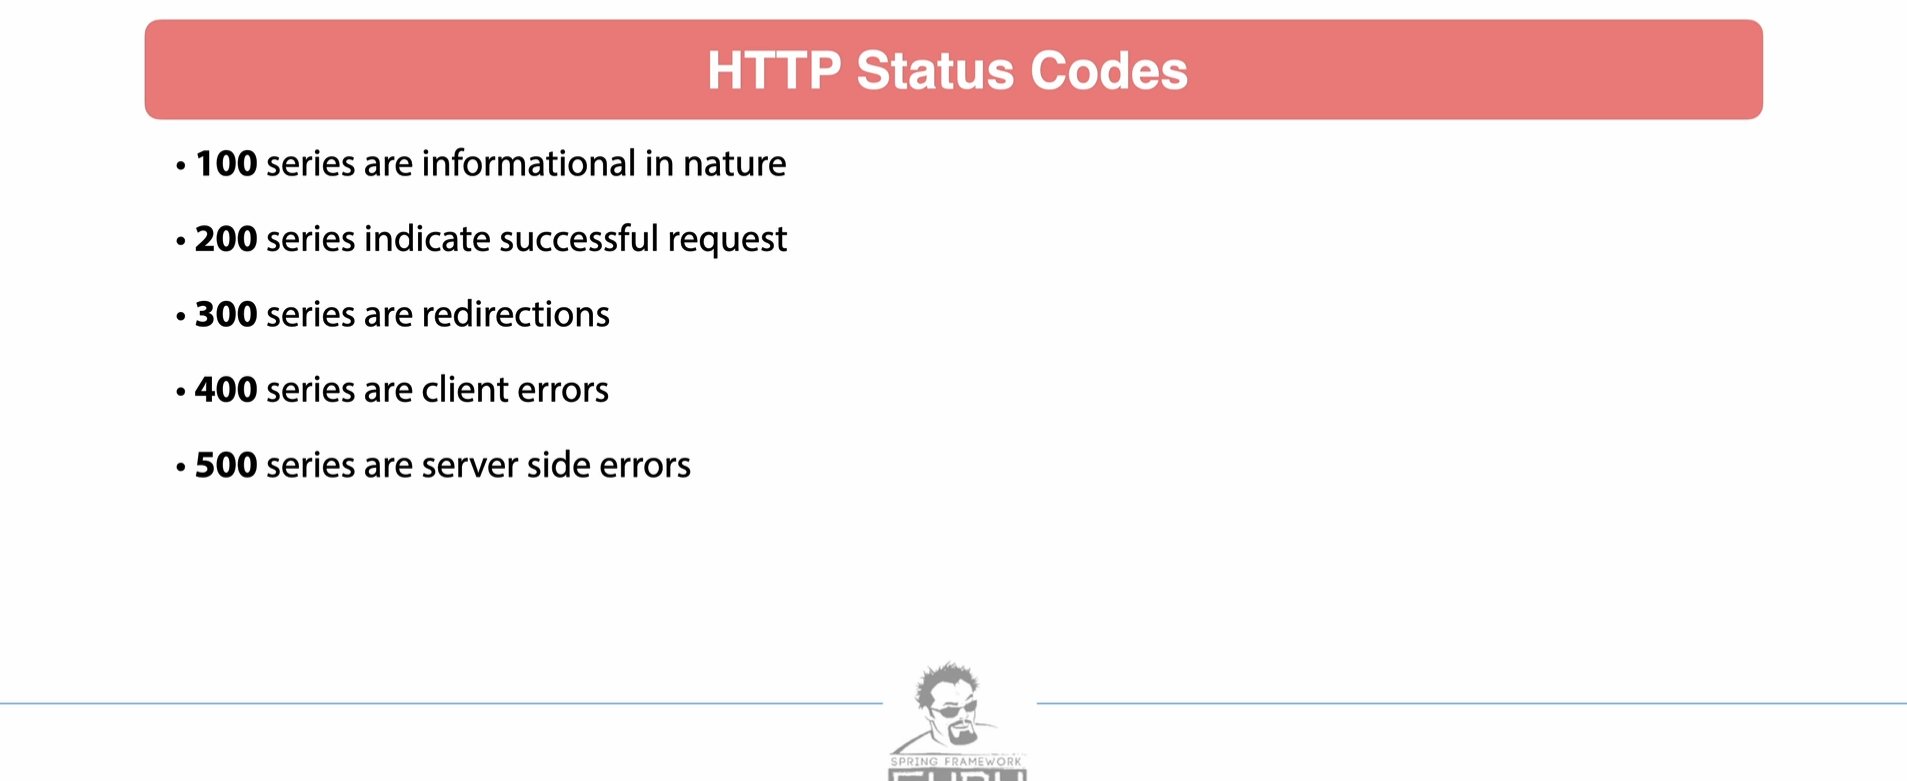 HTTP Status Codes
• 100 series are informational in nature
• 200 series indicate successful request
• 300 series are redirections
• 400 series are client errors
• 500 series are server side errors
SPRING FRAMEWORK